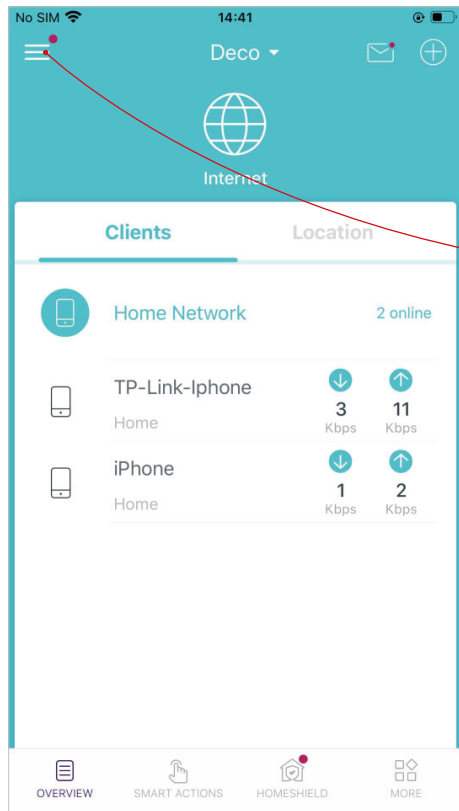 No SIM 14:41
Deco
Internet
Clients Location
Home Network 2 online
TP-Link-Iphone
Home
3 11
Kbps Kbps
iPhone
Home
1 2
Kbps Kbps
OVERVIEW SMART ACTIONS HOMESHIELD MORE